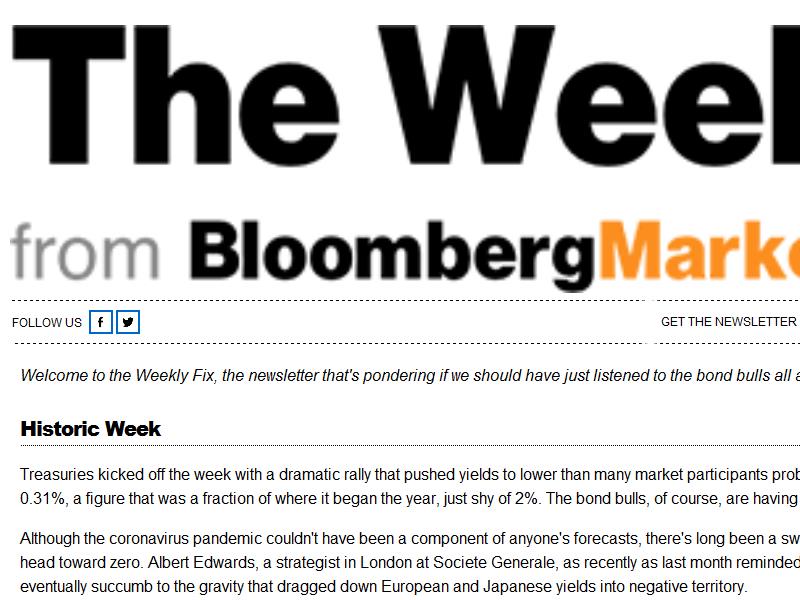 The Week
from BloombergMarke
FOLLOW US
GET THE NEWSLETTER
Welcome to the Weekly Fix, the newsletter that's pondering if we should have just listened to the bond bulls all a
Historic Week
Treasuries kicked off the week with a dramatic rally that pushed yields to lower than many market participants prob
0.31%, a figure that was a fraction of where it began the year, just shy of 2%. The bond bulls, of course, are having
Although the coronavirus pandemic couldn't have been a component of anyone's forecasts, there's long been a sw
head toward zero. Albert Edwards, a strategist in London at Societe Generale, as recently as last month reminded
eventually succumb to the gravity that dragged down European and Japanese yields into negative territory.